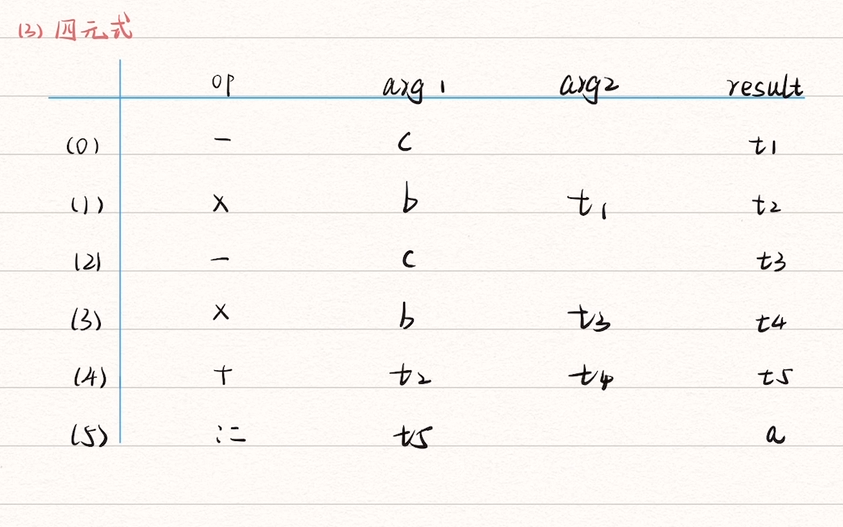 (3) 四元式
op arg 1 arg2 result
(0) - c t1
(1) × b t1 t2
(2) - c t3
(3) × b t3 t4
(4) + t2 t4 t5
(5) := t5 a